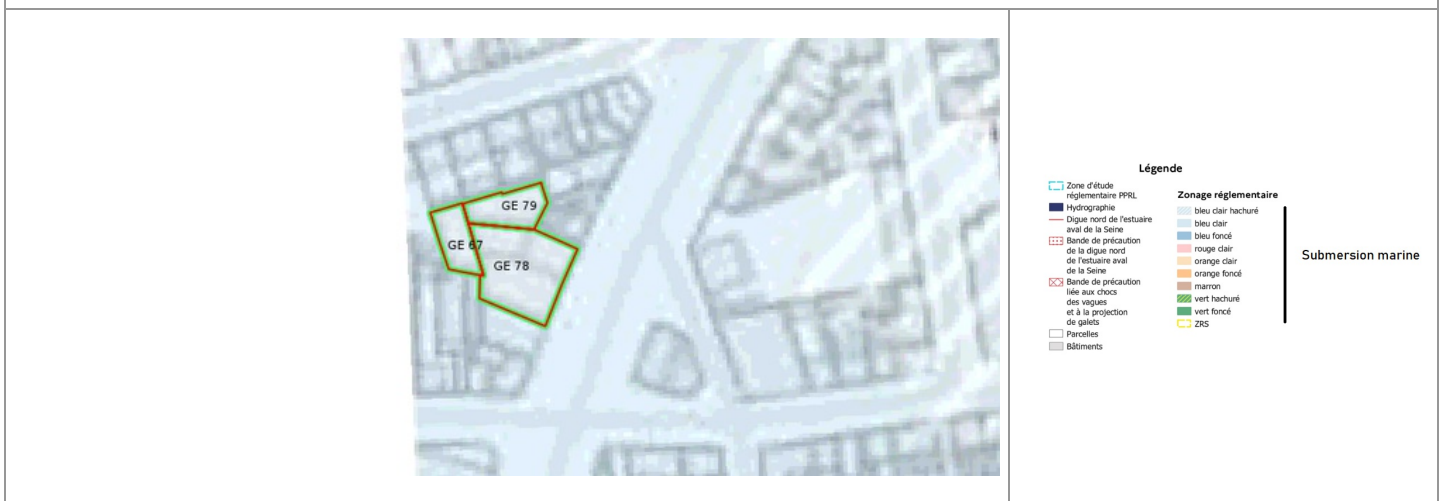 GE 79
GE 67
GE 78
Légende
Zone d'étude
réglementaire PPRL
Hydrographie
Digue nord de l'estuaire
aval de la Seine
Bande de précaution
de la digue nord
de l'estuaire aval
de la Seine
Bande de précaution
liée aux chocs
des vagues
et à la projection
de galets
Parcelles
Bâtiments
Zonage réglementaire
bleu clair hachuré
bleu clair
bleu foncé
rouge clair
orange clair
orange foncé
marron
vert hachuré
vert foncé
ZRS
Submersion marine